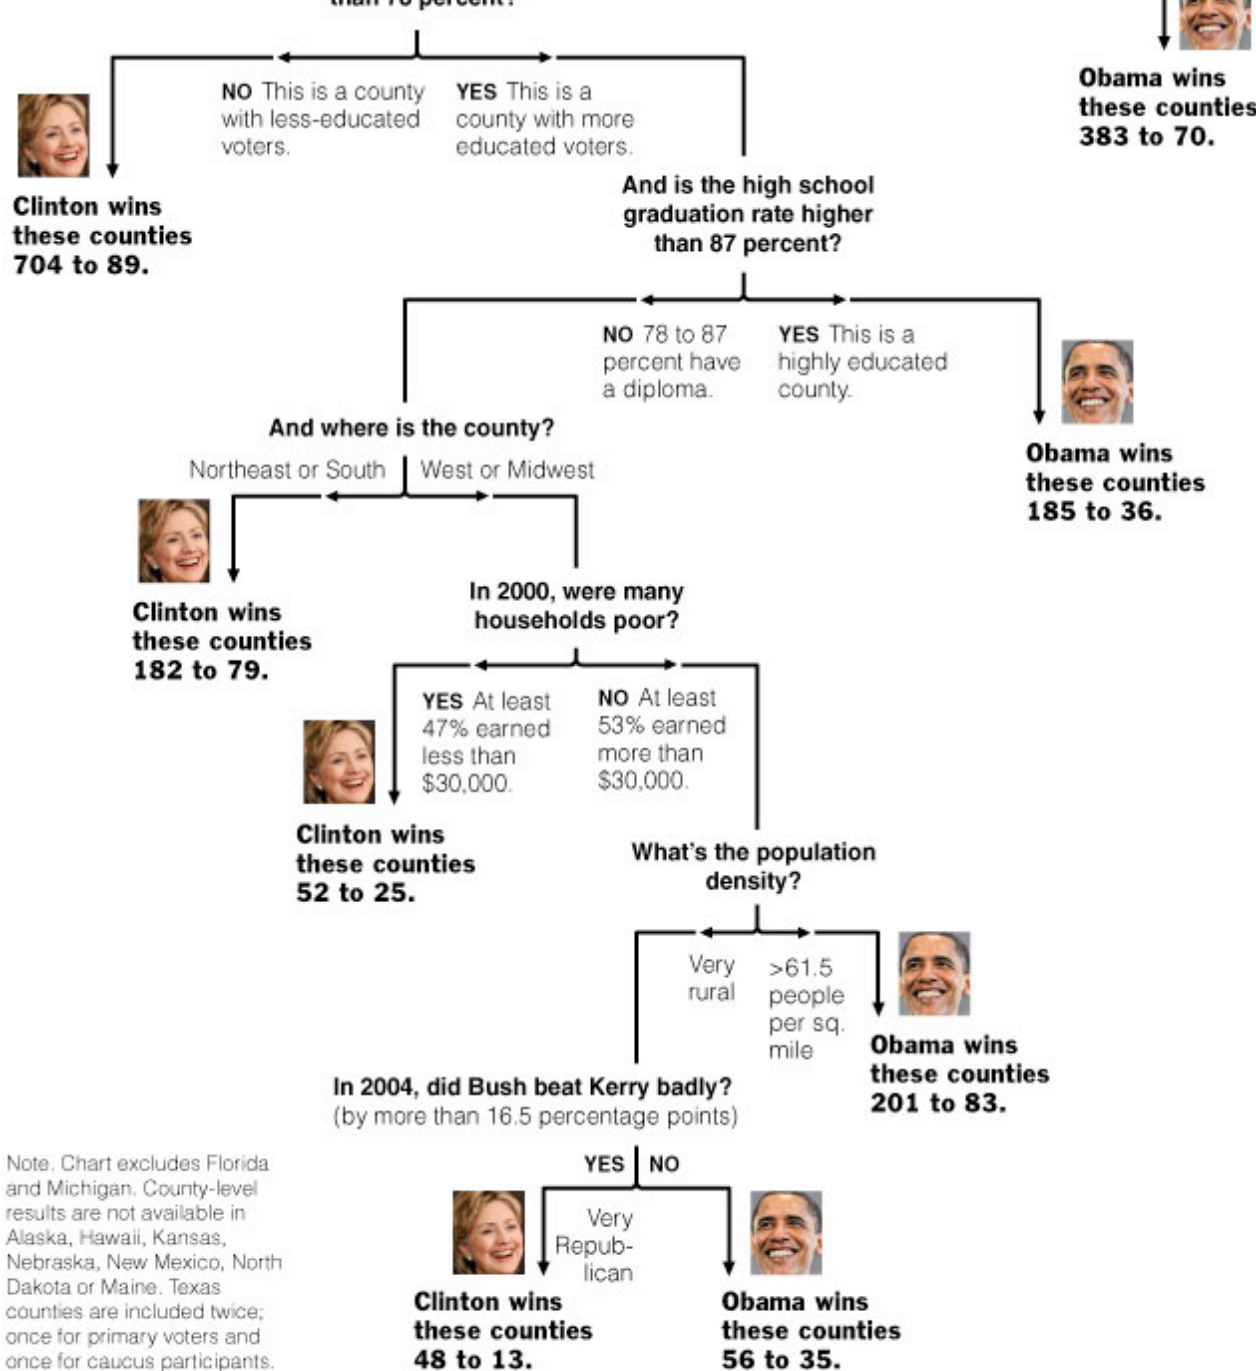 than 78 percent?
Obama wins
these counties
383 to 70.
NO This is a county
with less-educated
voters.
YES This is a
county with more
educated voters.
Clinton wins
these counties
704 to 89.
And is the high school
graduation rate higher
than 87 percent?
NO 78 to 87
percent have
a diploma.
YES This is a
highly educated
county.
Obama wins
these counties
185 to 36.
And where is the county?
Northeast or South
West or Midwest
Clinton wins
these counties
182 to 79.
In 2000, were many
households poor?
YES At least
47% earned
less than
$30,000.
NO At least
53% earned
more than
$30,000.
Clinton wins
these counties
52 to 25.
What's the population
density?
Very
rural
>61.5
people
per sq.
mile
Obama wins
these counties
201 to 83.
In 2004, did Bush beat Kerry badly?
(by more than 16.5 percentage points)
YES
NO
Very
Repub-
lican
Clinton wins
these counties
48 to 13.
Obama wins
these counties
56 to 35.
Note. Chart excludes Florida
and Michigan. County-level
results are not available in
Alaska, Hawaii, Kansas,
Nebraska, New Mexico, North
Dakota or Maine. Texas
counties are included twice;
once for primary voters and
once for caucus participants.